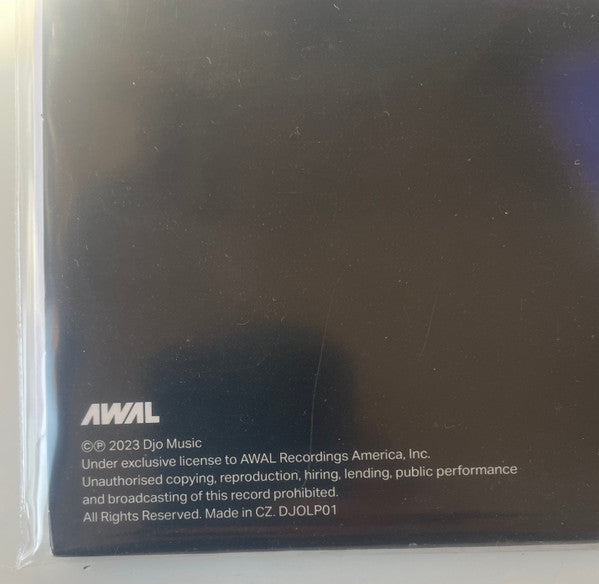 AWAL
©℗ 2023 Djo Music
Under exclusive license to AWAL Recordings America, Inc.
Unauthorised copying, reproduction, hiring, lending, public performance
and broadcasting of this record prohibited.
All Rights Reserved. Made in CZ. DJOLP01